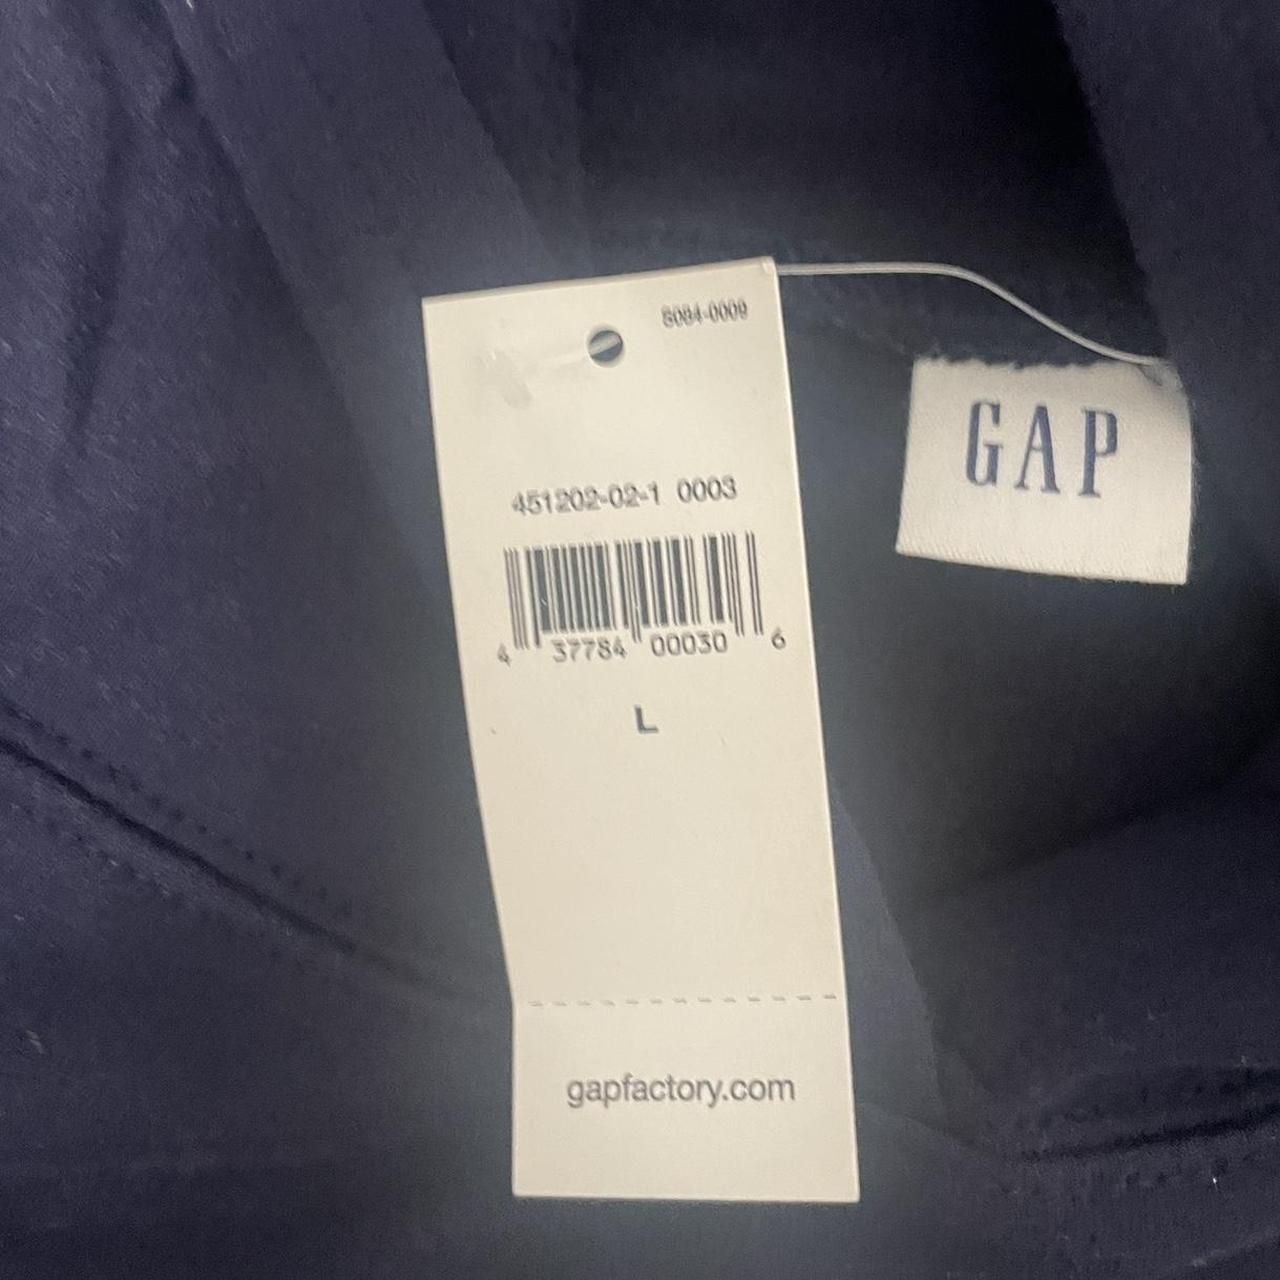 8084-0009
451202-02-1 0003
4 37784 00030 6
L
gapfactory.com
GAP